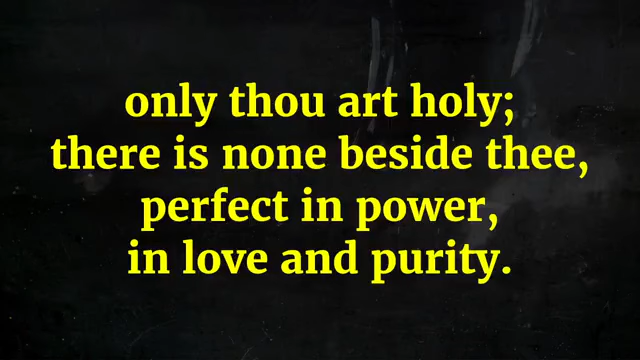 only thou art holy;
there is none beside thee,
perfect in power,
in love and purity.